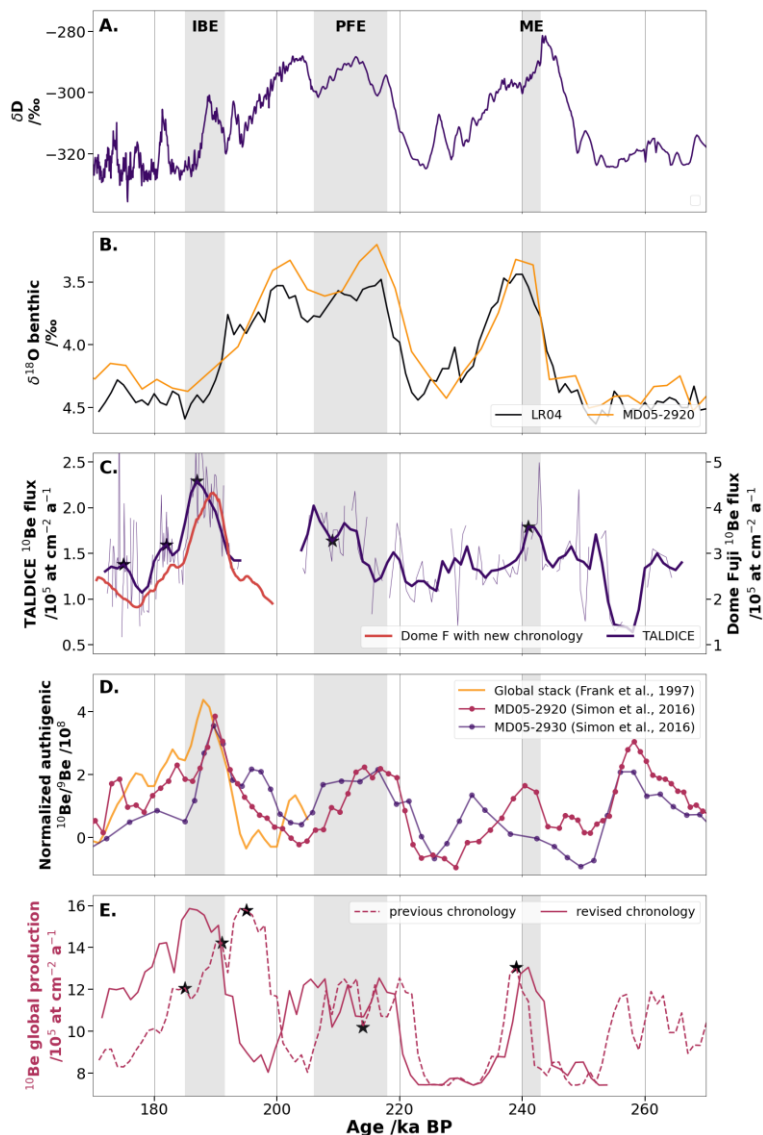 A.
IBE
PFE
ME
−280
−300
−320
δD
/‰
B.
3.5
4.0
4.5
δ18O benthic
/‰
LR04
MD05-2920
C.
2.5
2.0
1.5
1.0
0.5
TALDICE 10Be flux
/105 at cm−2 a−1
5
4
3
2
1
Dome Fuji 10Be flux
/105 at cm−2 a−1
Dome F with new chronology
TALDICE
D.
4
2
0
Normalized authigenic
10Be/9Be /108
Global stack (Frank et al., 1997)
MD05-2920 (Simon et al., 2016)
MD05-2930 (Simon et al., 2016)
E.
16
14
12
10
8
10Be global production
/105 at cm−2 a−1
previous chronology
revised chronology
180
200
220
240
260
Age /ka BP